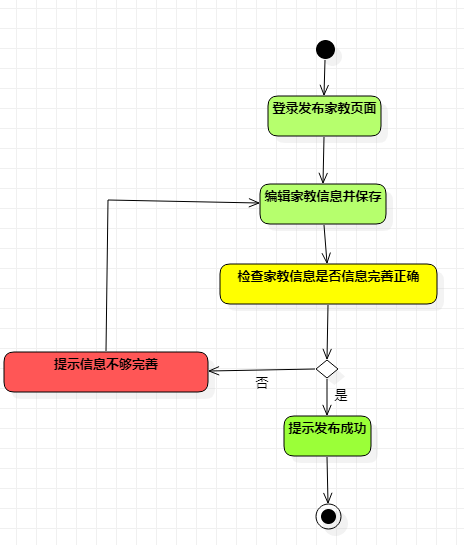 登录发布家教页面
编辑家教信息并保存
检查家教信息是否信息完善正确
提示信息不够完善
否
是
提示发布成功